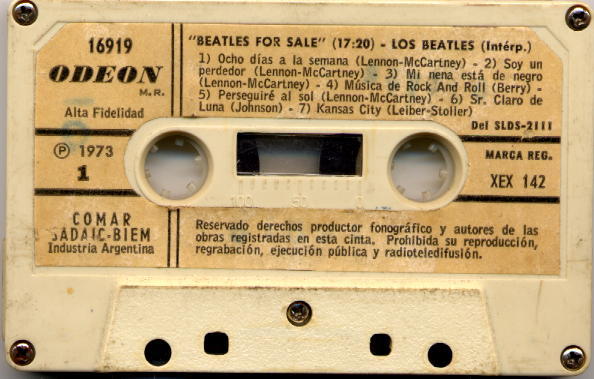 16919
ODEON
M.R.
Alta Fidelidad
"BEATLES FOR SALE" (17:20) - LOS BEATLES (Intérp.)
1) Ocho días a la semana (Lennon-McCartney) - 2) Soy un
perdedor (Lennon-McCartney) - 3) Mi nena está de negro
(Lennon-McCartney) - 4) Música de Rock And Roll (Berry) -
5) Perseguiré al sol (Lennon-McCartney) - 6) Sr. Claro de
Luna (Johnson) - 7) Kansas City (Leiber-Stoller)
Del SLDS-2111
Ⓟ 1973
1
MARCA REG.
XEX 142
100 50 0
COMAR
SADAIC-BIEM
Industria Argentina
Reservado derechos productor fonográfico y autores de las
obras registradas en esta cinta. Prohibida su reproducción,
regrabación, ejecución pública y radioteledifusión.